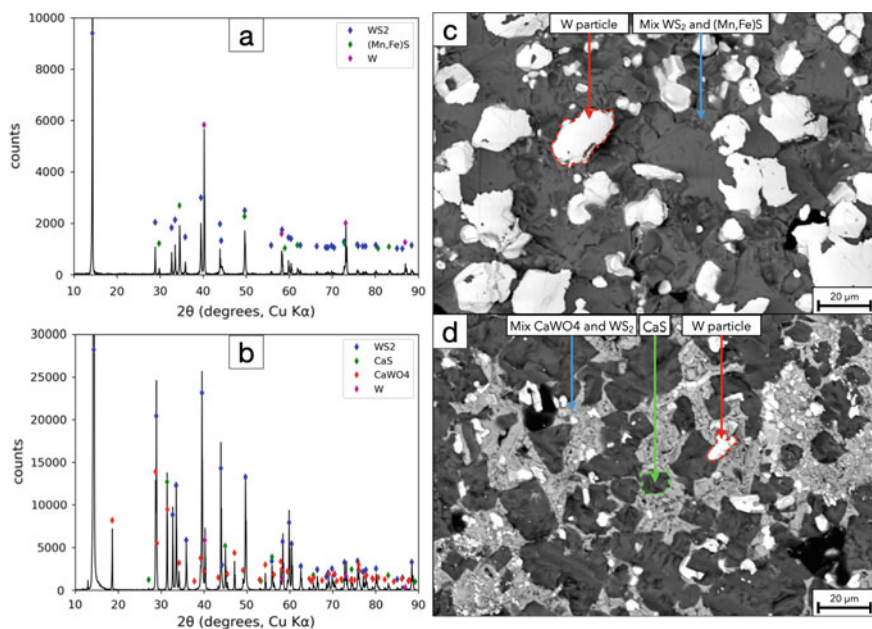 a
WS2
(Mn,Fe)S
W
counts
10000
8000
6000
4000
2000
0
10 20 30 40 50 60 70 80 90
2θ (degrees, Cu Kα)
b
WS2
CaS
CaWO4
W
counts
30000
25000
20000
15000
10000
5000
0
10 20 30 40 50 60 70 80 90
2θ (degrees, Cu Kα)
c
W particle
Mix WS₂ and (Mn,Fe)S
20 µm
d
Mix CaWO4 and WS₂
CaS
W particle
20 µm